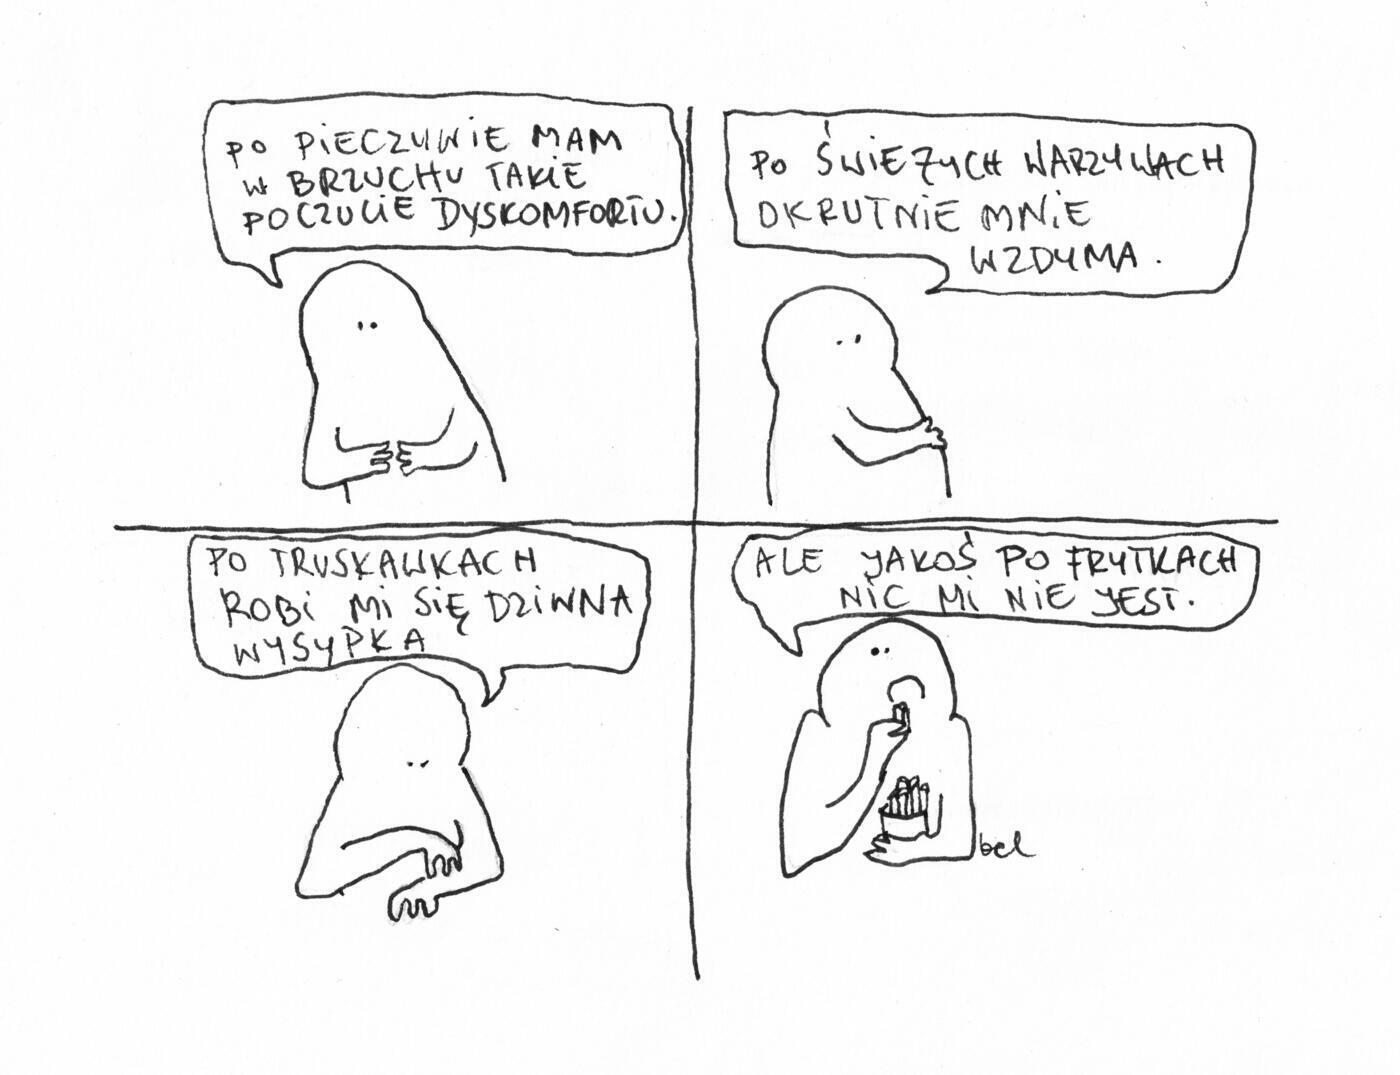 PO PIECZYWIE MAM
W BRZUCHU TAKIE
POCZUCIE DYSKOMFORTU.
PO ŚWIEŻYCH WARZYWACH
OKRUTNIE MNIE
WZDYMA.
PO TRUSKAWKACH
ROBI MI SIĘ DZIWNA
WYSYPKA
ALE JAKOŚ PO FRYTKACH
NIC MI NIE JEST.
bel